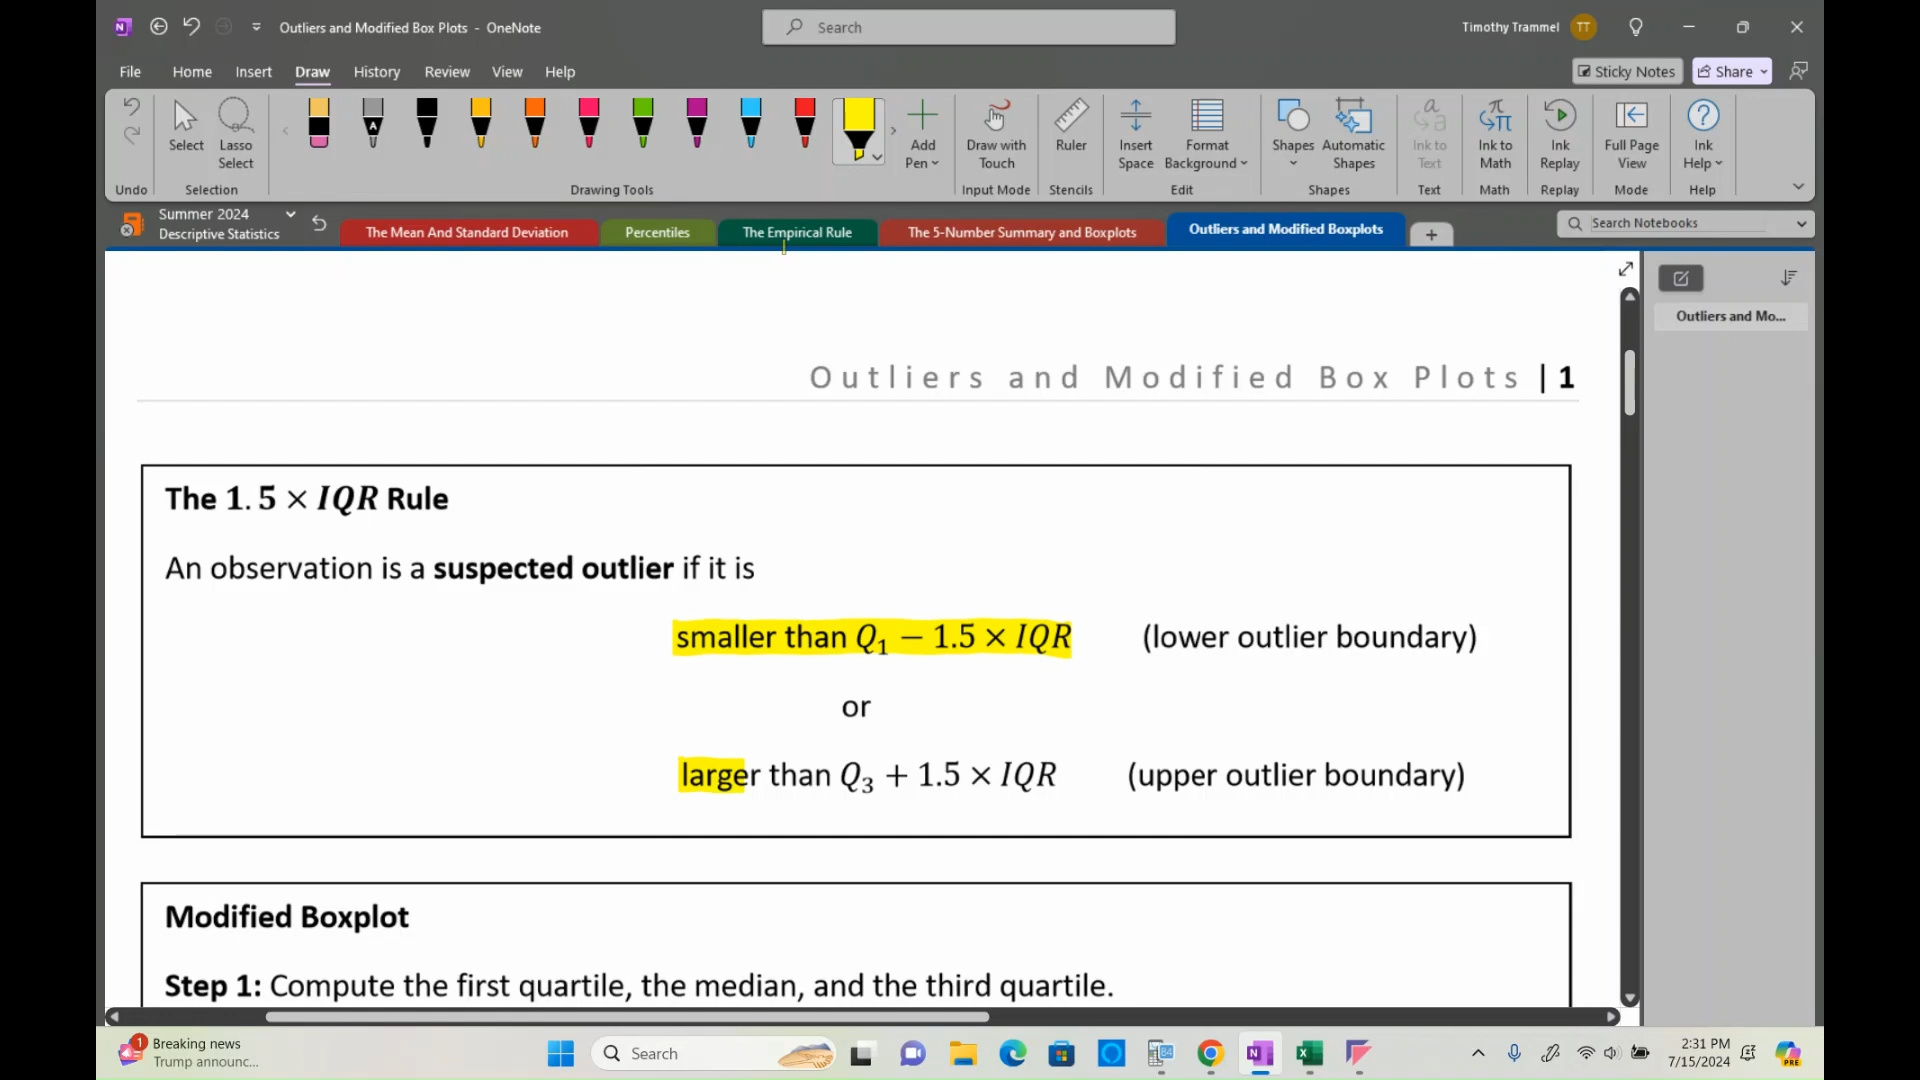 Outliers and Modified Box Plots - OneNote
Search
Timothy Trammel
TT
File Home Insert Draw History Review View Help
Sticky Notes
Share
Undo
Select
Lasso Select
Selection
Drawing Tools
Add Pen
Draw with Touch
Input Mode
Ruler
Stencils
Insert Space
Format Background
Edit
Shapes
Automatic Shapes
Shapes
Ink to Text
Text
Ink to Math
Math
Ink Replay
Replay
Full Page View
Mode
Ink Help
Help
Summer 2024
Descriptive Statistics
The Mean And Standard Deviation
Percentiles
The Empirical Rule
The 5-Number Summary and Boxplots
Outliers and Modified Boxplots
+
Search Notebooks
Outliers and Mo...
Outliers and Modified Box Plots | 1
The 1.5 × IQR Rule
An observation is a suspected outlier if it is
smaller than Q₁ − 1.5 × IQR (lower outlier boundary)
or
larger than Q₃ + 1.5 × IQR (upper outlier boundary)
Modified Boxplot
Step 1: Compute the first quartile, the median, and the third quartile.
1
Breaking news
Trump announc...
Search
2:31 PM
7/15/2024
PRE